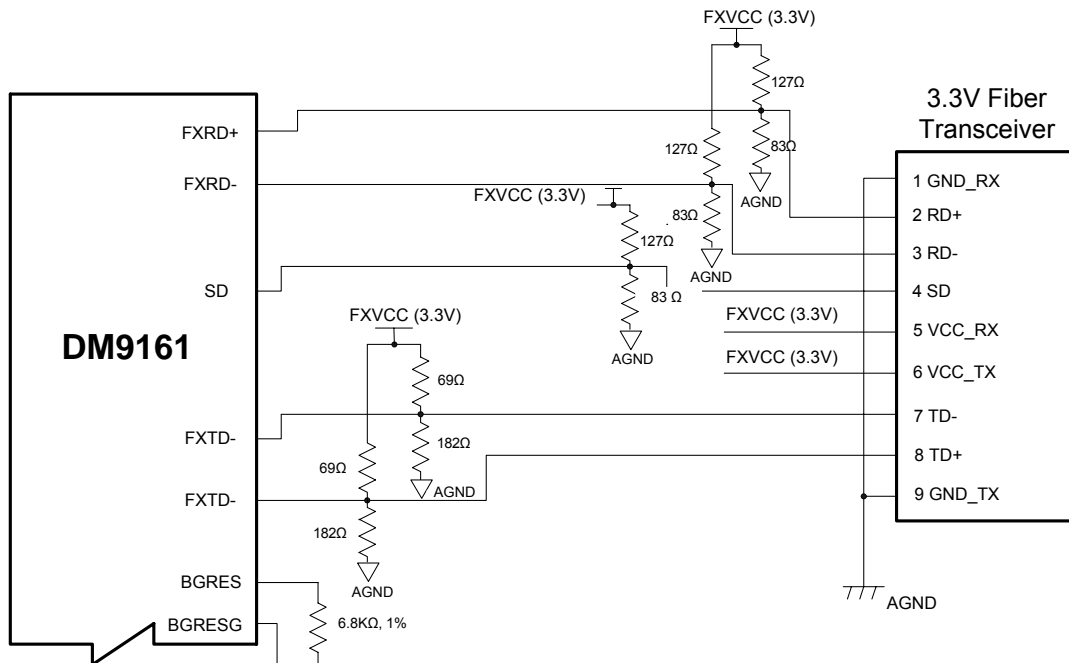 FXVCC (3.3V)
127Ω
3.3V Fiber
Transceiver
FXRD+
127Ω
83Ω
FXRD-
AGND
1 GND_RX
FXVCC (3.3V)
83Ω
2 RD+
127Ω
3 RD-
AGND
SD
83 Ω
4 SD
FXVCC (3.3V)
FXVCC (3.3V)
5 VCC_RX
DM9161
AGND
FXVCC (3.3V)
6 VCC_TX
69Ω
7 TD-
FXTD-
182Ω
8 TD+
69Ω
FXTD-
AGND
9 GND_TX
182Ω
BGRES
AGND
AGND
BGRESG
6.8KΩ, 1%